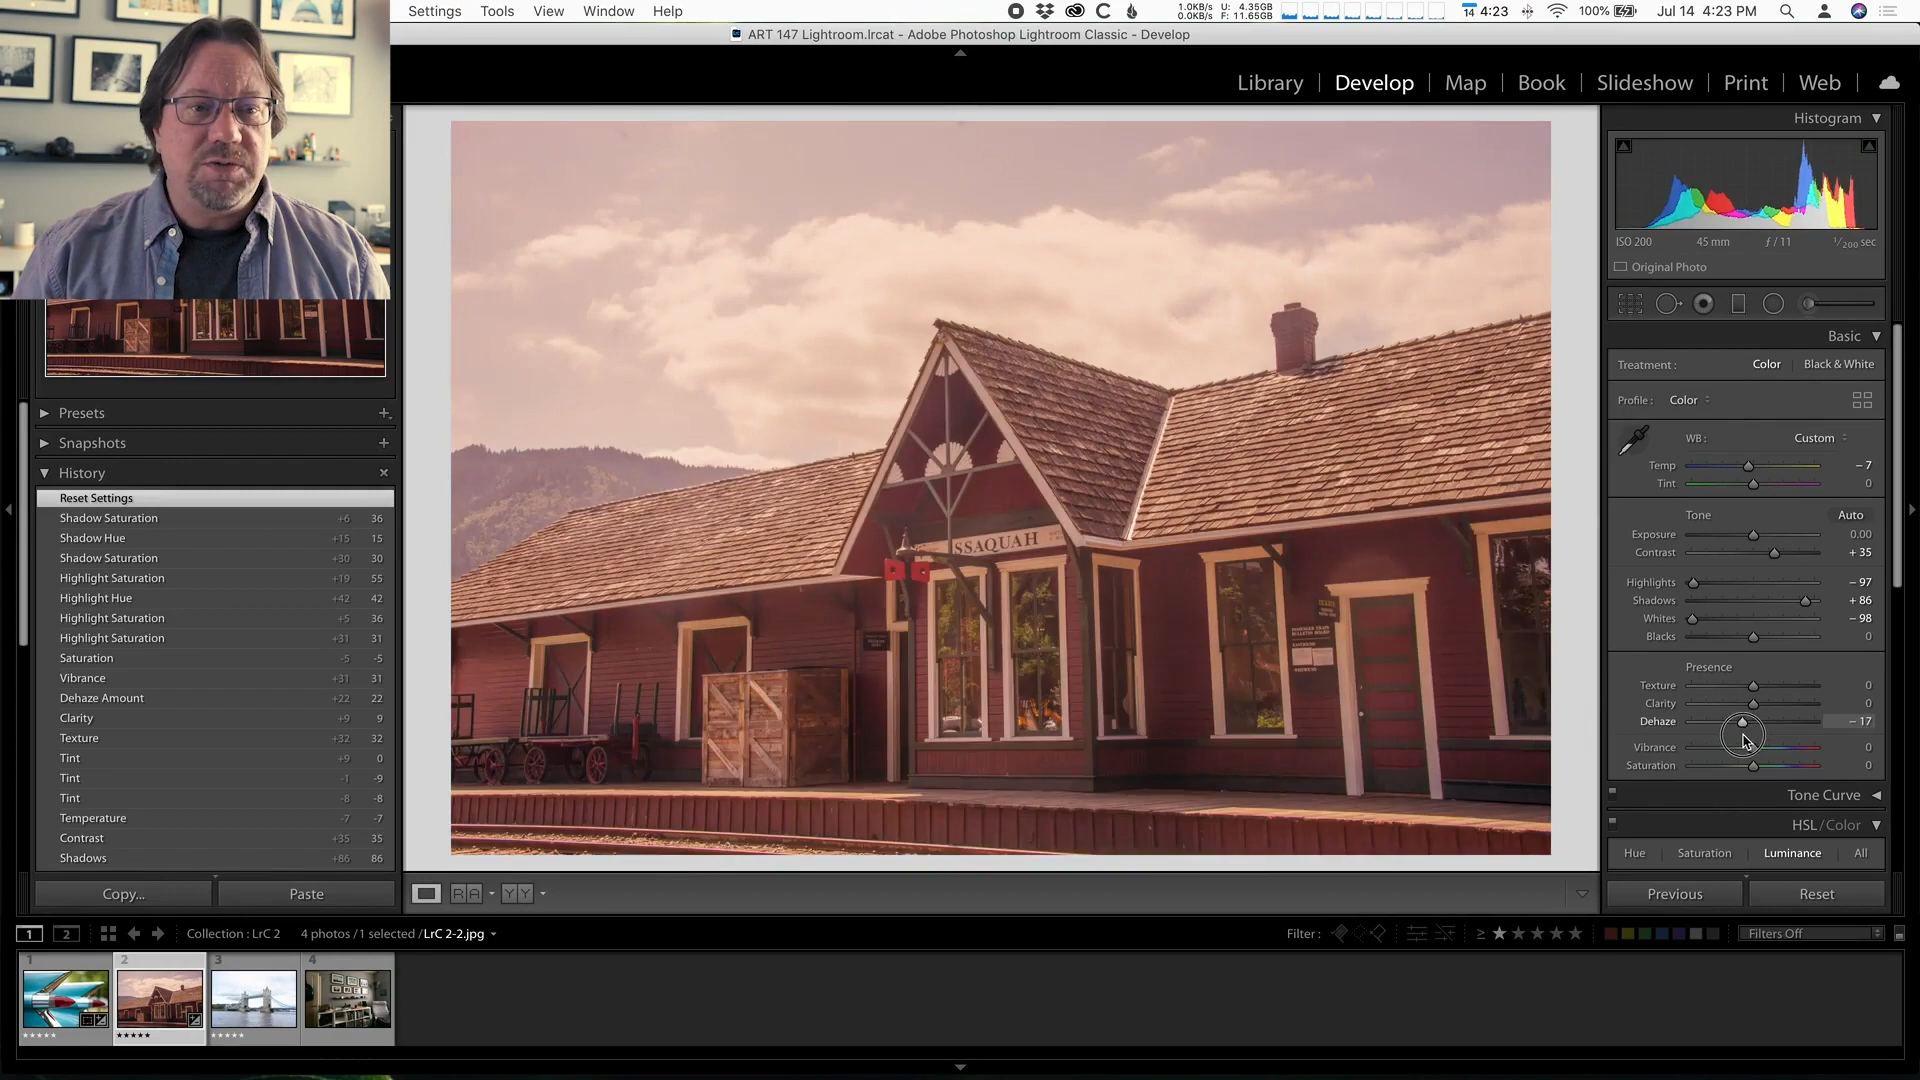 Settings Tools View Window Help
1.0KB/s U: 4.35GB
0.0KB/s F: 11.65GB
14 4:23 100% Jul 14 4:23 PM
ART 147 Lightroom.lrcat - Adobe Photoshop Lightroom Classic - Develop
Library | Develop | Map | Book | Slideshow | Print | Web
Histogram
ISO 200 45 mm ƒ / 11 1/200 sec
Original Photo
Basic
Treatment : Color Black & White
Profile : Color
WB : Custom
Temp − 7
Tint 0
Tone Auto
Exposure 0.00
Contrast + 35
Highlights − 97
Shadows + 86
Whites − 98
Blacks 0
Presence
Texture 0
Clarity 0
Dehaze − 17
Vibrance 0
Saturation 0
Tone Curve
HSL / Color
Hue Saturation Luminance All
Previous Reset
Presets
Snapshots
History
Reset Settings
Shadow Saturation +6 36
Shadow Hue +15 15
Shadow Saturation +30 30
Highlight Saturation +19 55
Highlight Hue +42 42
Highlight Saturation +5 36
Highlight Saturation +31 31
Saturation -5 -5
Vibrance +31 31
Dehaze Amount +22 22
Clarity +9 9
Texture +32 32
Tint +9 0
Tint -1 -9
Tint -8 -8
Temperature -7 -7
Contrast +35 35
Shadows +86 86
Copy... Paste
SSAQUAH
R A Y Y
1 2 Collection : LrC 2 4 photos / 1 selected / LrC 2-2.jpg
Filter : ≥ ★ ★ ★ ★ ★ Filters Off
1 2 3 4